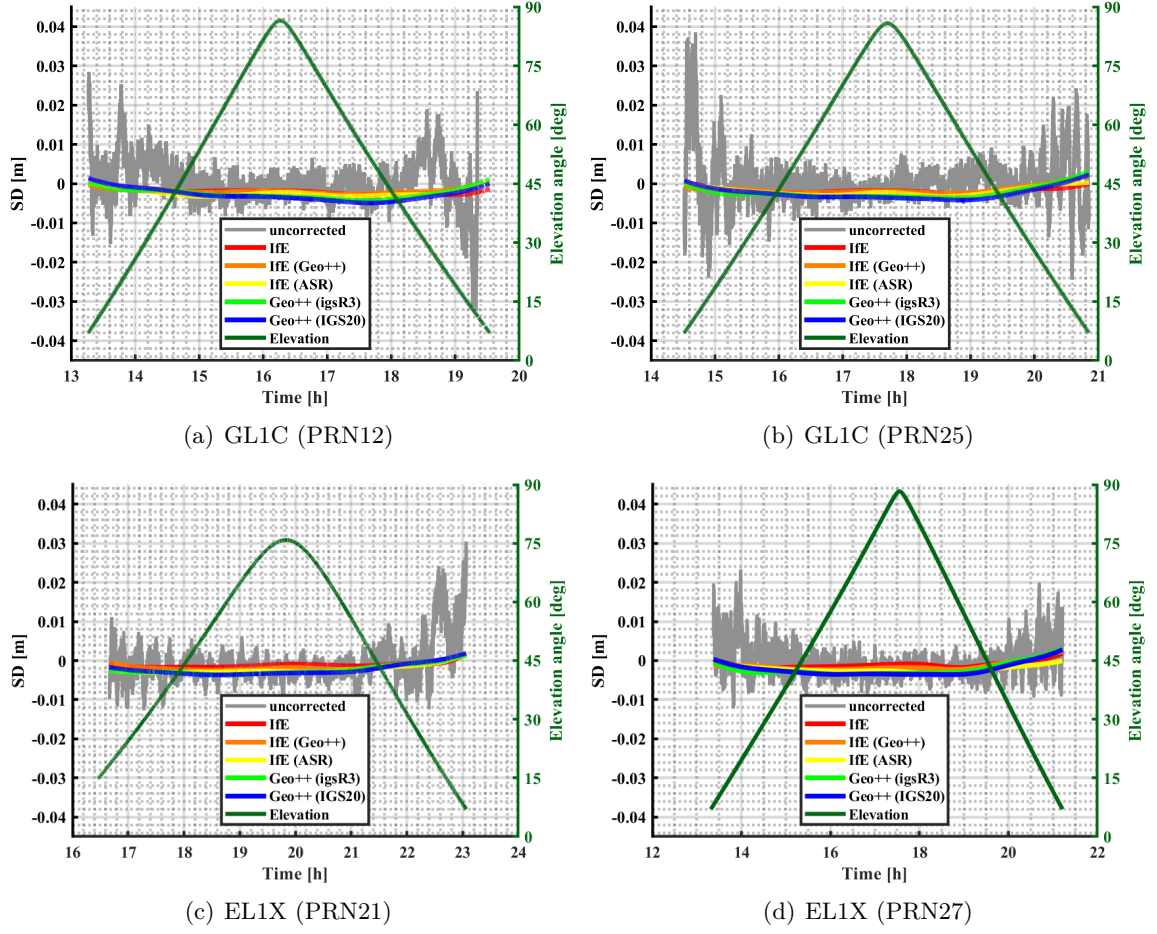 0.04
0.03
0.02
0.01
0
-0.01
-0.02
-0.03
-0.04
SD [m]
90
75
60
45
30
15
0
Elevation angle [deg]
uncorrected
IfE
IfE (Geo++)
IfE (ASR)
Geo++ (igsR3)
Geo++ (IGS20)
Elevation
13 14 15 16 17 18 19 20
Time [h]
(a) GL1C (PRN12)
0.04
0.03
0.02
0.01
0
-0.01
-0.02
-0.03
-0.04
SD [m]
90
75
60
45
30
15
0
Elevation angle [deg]
uncorrected
IfE
IfE (Geo++)
IfE (ASR)
Geo++ (igsR3)
Geo++ (IGS20)
Elevation
14 15 16 17 18 19 20 21
Time [h]
(b) GL1C (PRN25)
0.04
0.03
0.02
0.01
0
-0.01
-0.02
-0.03
-0.04
SD [m]
90
75
60
45
30
15
0
Elevation angle [deg]
uncorrected
IfE
IfE (Geo++)
IfE (ASR)
Geo++ (igsR3)
Geo++ (IGS20)
Elevation
16 17 18 19 20 21 22 23 24
Time [h]
(c) EL1X (PRN21)
0.04
0.03
0.02
0.01
0
-0.01
-0.02
-0.03
-0.04
SD [m]
90
75
60
45
30
15
0
Elevation angle [deg]
uncorrected
IfE
IfE (Geo++)
IfE (ASR)
Geo++ (igsR3)
Geo++ (IGS20)
Elevation
12 14 16 18 20 22
Time [h]
(d) EL1X (PRN27)